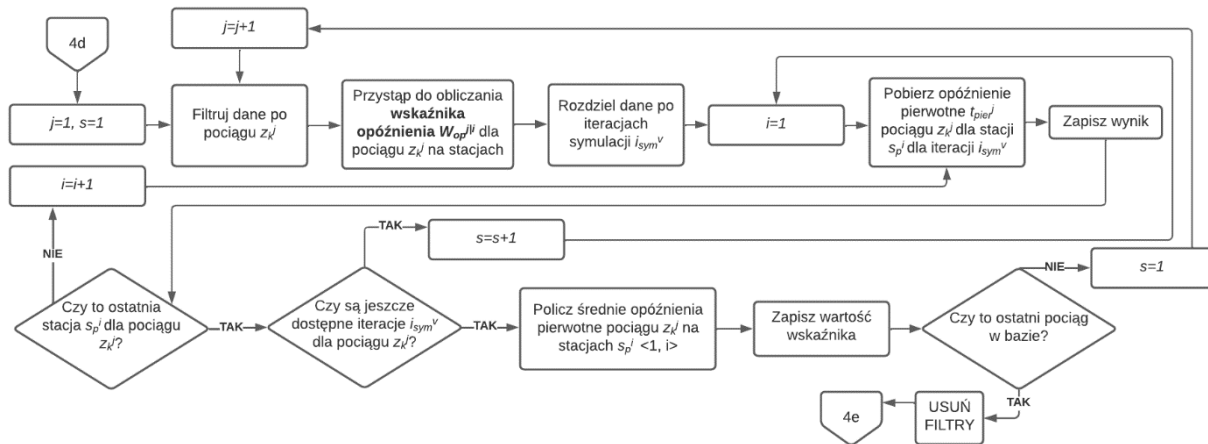 4d
j=j+1
j=1, s=1
Filtruj dane po
pociągu zₖʲ
Przystąp do obliczania
wskaźnika
opóźnienia Wₒₚʲ|ⁱ dla
pociągu zₖʲ na stacjach
Rozdziel dane po
iteracjach
symulacji iₛᵧₘᵛ
i=1
Pobierz opóźnienie
pierwotne tₚᵢₑᵣʲ
pociągu zₖʲ dla stacji
sₚⁱ dla iteracji iₛᵧₘᵛ
Zapisz wynik
i=i+1
NIE
TAK
s=s+1
Czy to ostatnia
stacja sₚⁱ dla pociągu
zₖʲ?
TAK
Czy są jeszcze
dostępne iteracje iₛᵧₘᵛ
dla pociągu zₖʲ?
TAK
Policz średnie opóźnienia
pierwotne pociągu zₖʲ na
stacjach sₚⁱ <1, i>
Zapisz wartość
wskaźnika
Czy to ostatni pociąg
w bazie?
NIE
s=1
TAK
USUŃ
FILTRY
4e